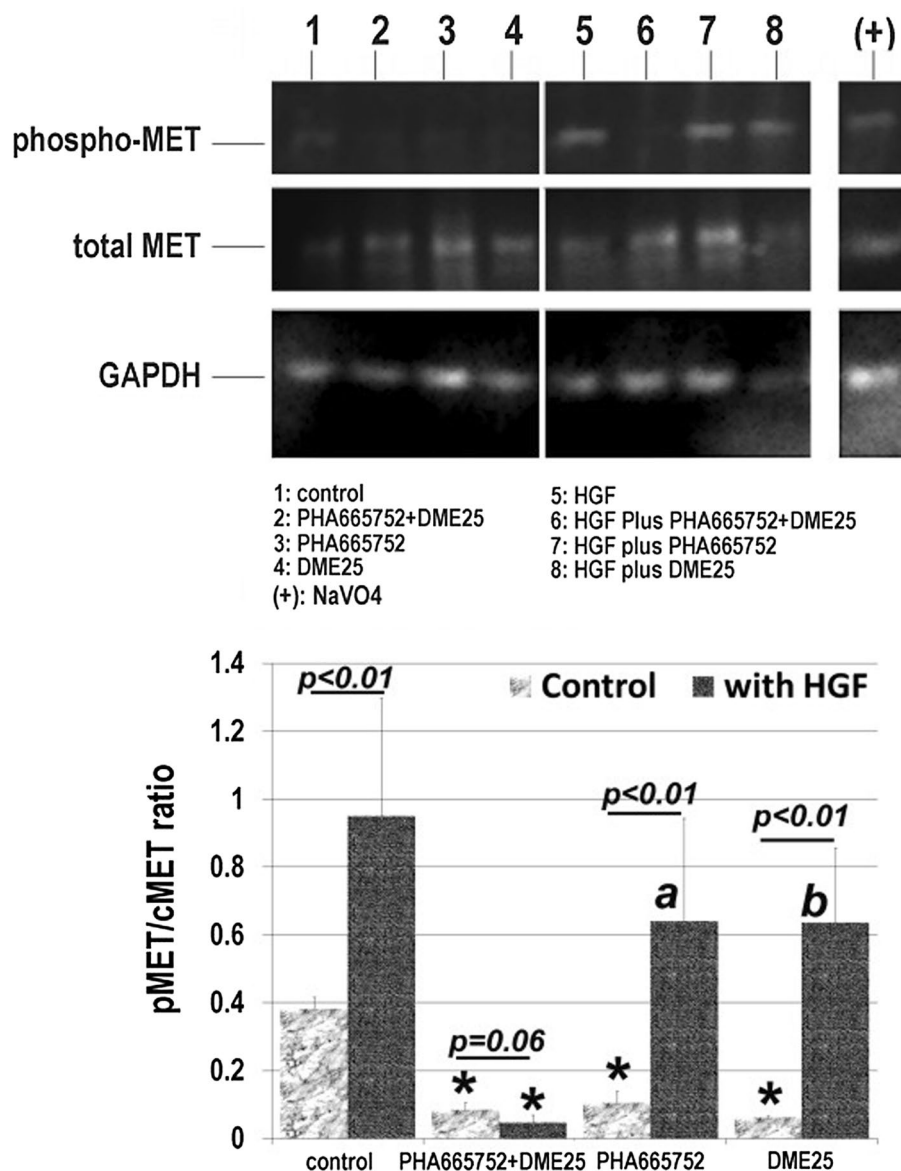 1 2 3 4 5 6 7 8 (+)
phospho-MET
total MET
GAPDH
1: control
2: PHA665752+DME25
3: PHA665752
4: DME25
(+): NaVO4
5: HGF
6: HGF Plus PHA665752+DME25
7: HGF plus PHA665752
8: HGF plus DME25
pMET/cMET ratio
1.4
1.2
1
0.8
0.6
0.4
0.2
0
Control with HGF
p<0.01
p=0.06
p<0.01
p<0.01
a
b
* * * *
control PHA665752+DME25 PHA665752 DME25